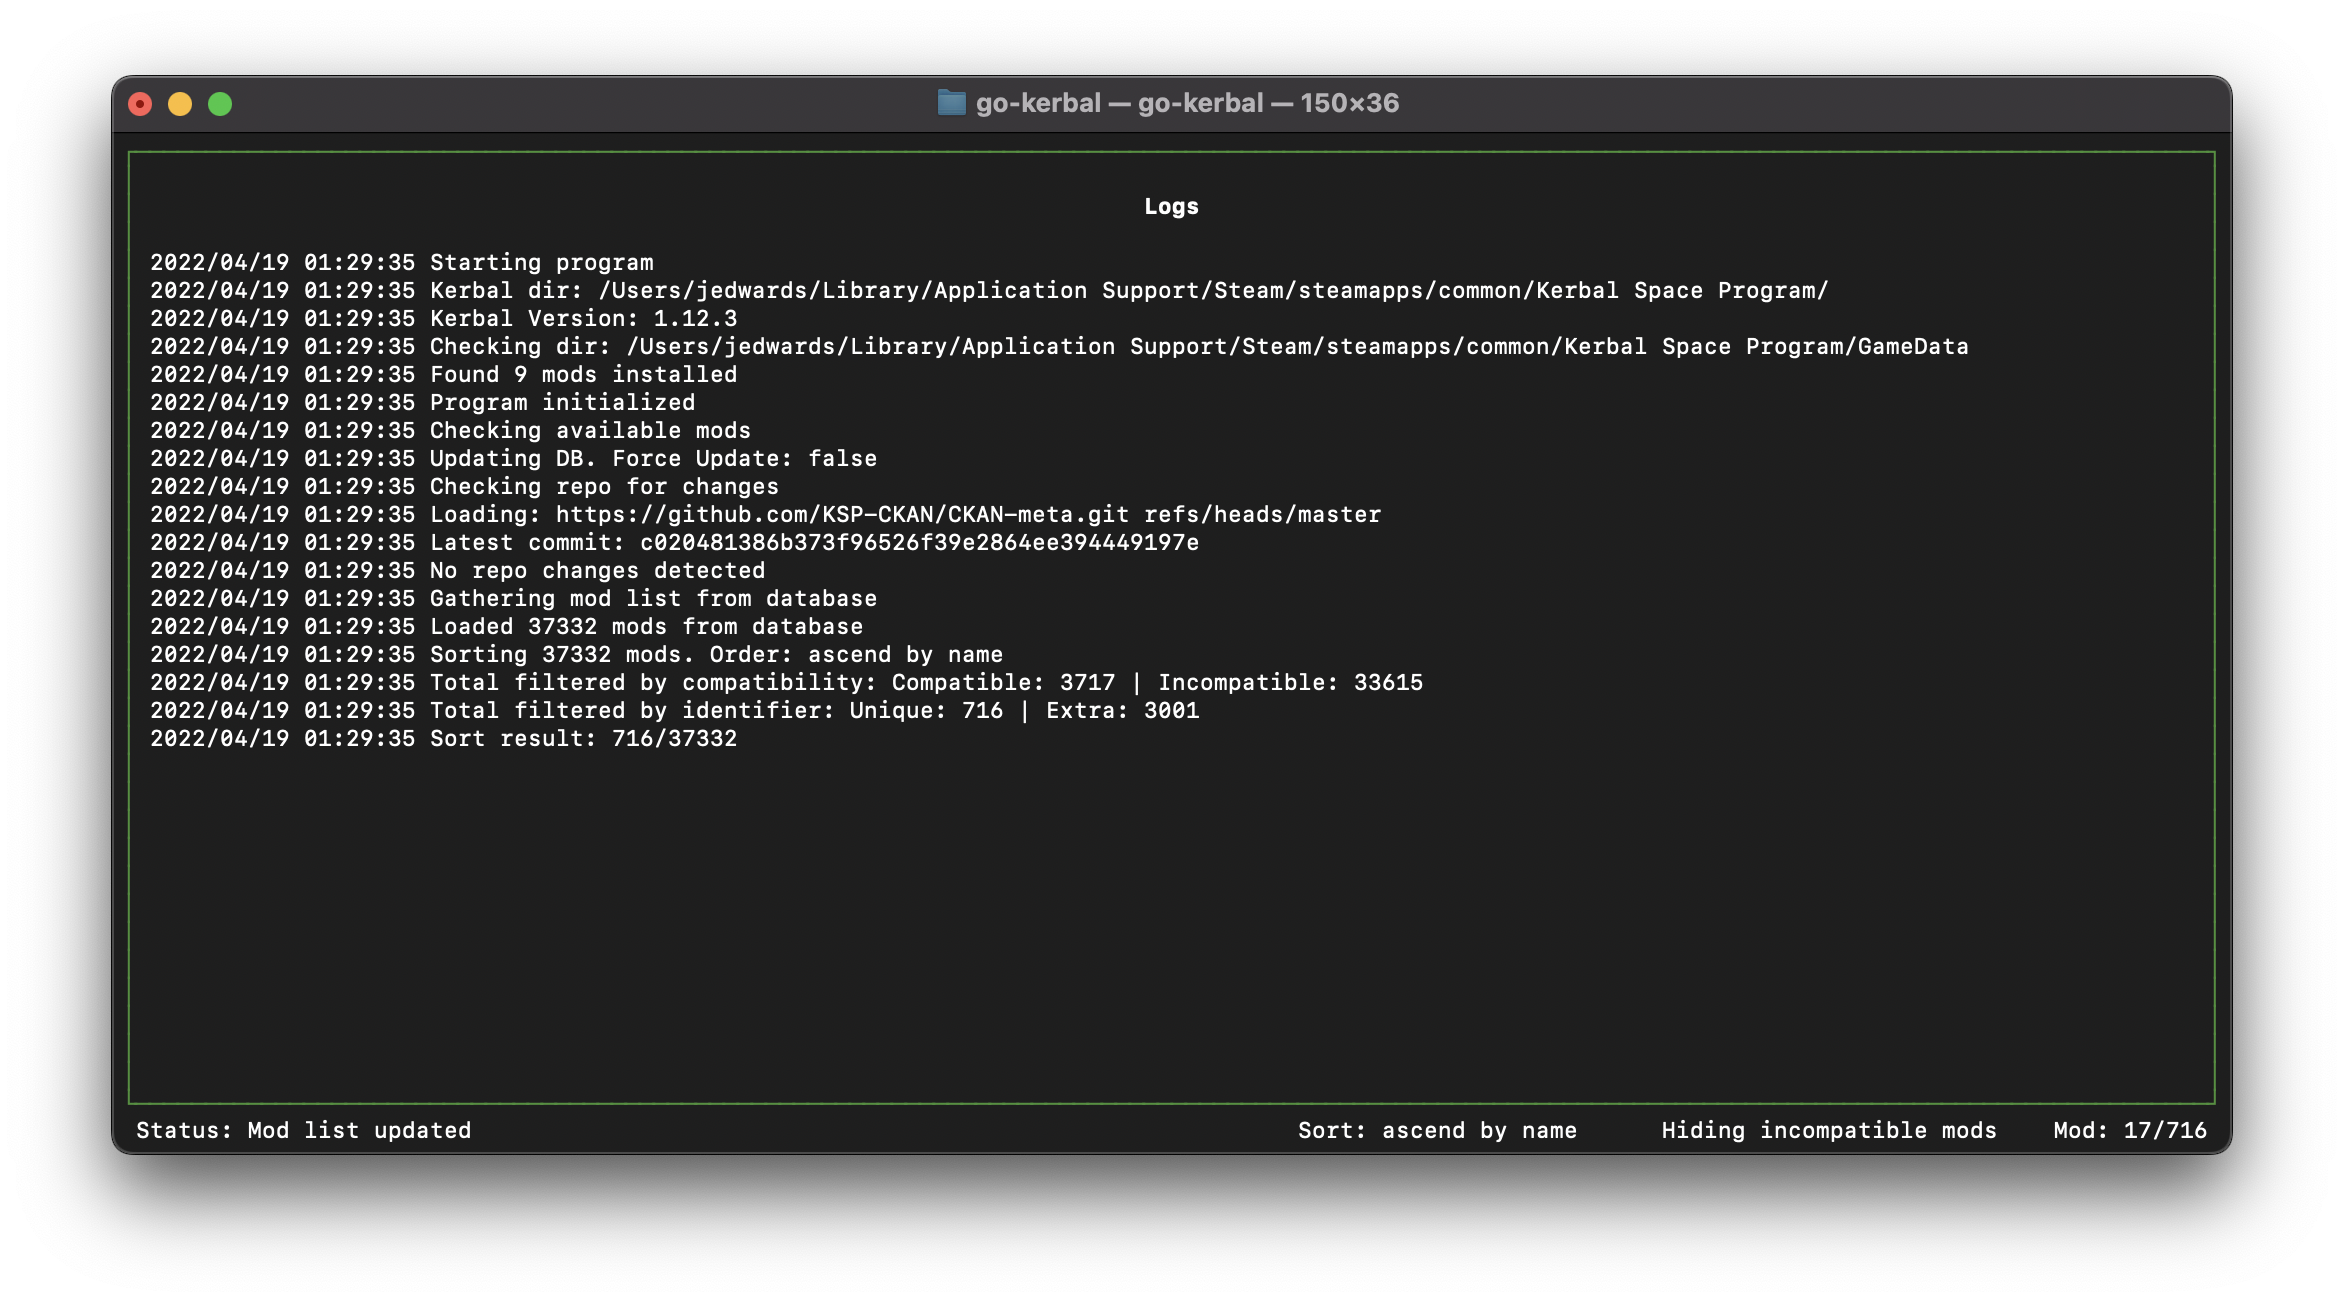 go-kerbal — go-kerbal — 150×36
Logs
2022/04/19 01:29:35 Starting program
2022/04/19 01:29:35 Kerbal dir: /Users/jedwards/Library/Application Support/Steam/steamapps/common/Kerbal Space Program/
2022/04/19 01:29:35 Kerbal Version: 1.12.3
2022/04/19 01:29:35 Checking dir: /Users/jedwards/Library/Application Support/Steam/steamapps/common/Kerbal Space Program/GameData
2022/04/19 01:29:35 Found 9 mods installed
2022/04/19 01:29:35 Program initialized
2022/04/19 01:29:35 Checking available mods
2022/04/19 01:29:35 Updating DB. Force Update: false
2022/04/19 01:29:35 Checking repo for changes
2022/04/19 01:29:35 Loading: https://github.com/KSP-CKAN/CKAN-meta.git refs/heads/master
2022/04/19 01:29:35 Latest commit: c020481386b373f96526f39e2864ee394449197e
2022/04/19 01:29:35 No repo changes detected
2022/04/19 01:29:35 Gathering mod list from database
2022/04/19 01:29:35 Loaded 37332 mods from database
2022/04/19 01:29:35 Sorting 37332 mods. Order: ascend by name
2022/04/19 01:29:35 Total filtered by compatibility: Compatible: 3717 | Incompatible: 33615
2022/04/19 01:29:35 Total filtered by identifier: Unique: 716 | Extra: 3001
2022/04/19 01:29:35 Sort result: 716/37332
Status: Mod list updated Sort: ascend by name Hiding incompatible mods Mod: 17/716